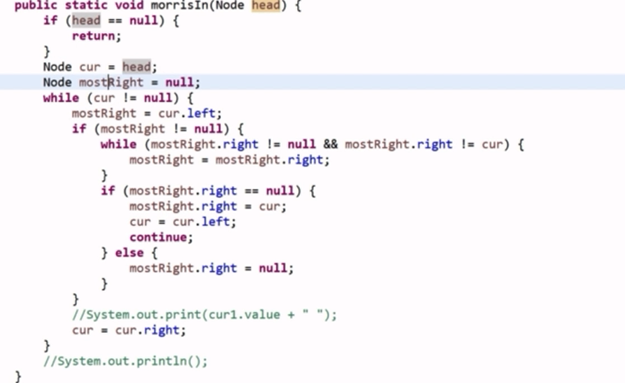 public static void morrisIn(Node head) {
if (head == null) {
return;
}
Node cur = head;
Node mostRight = null;
while (cur != null) {
mostRight = cur.left;
if (mostRight != null) {
while (mostRight.right != null && mostRight.right != cur) {
mostRight = mostRight.right;
}
if (mostRight.right == null) {
mostRight.right = cur;
cur = cur.left;
continue;
} else {
mostRight.right = null;
}
}
//System.out.print(cur1.value + " ");
cur = cur.right;
}
//System.out.println();
}